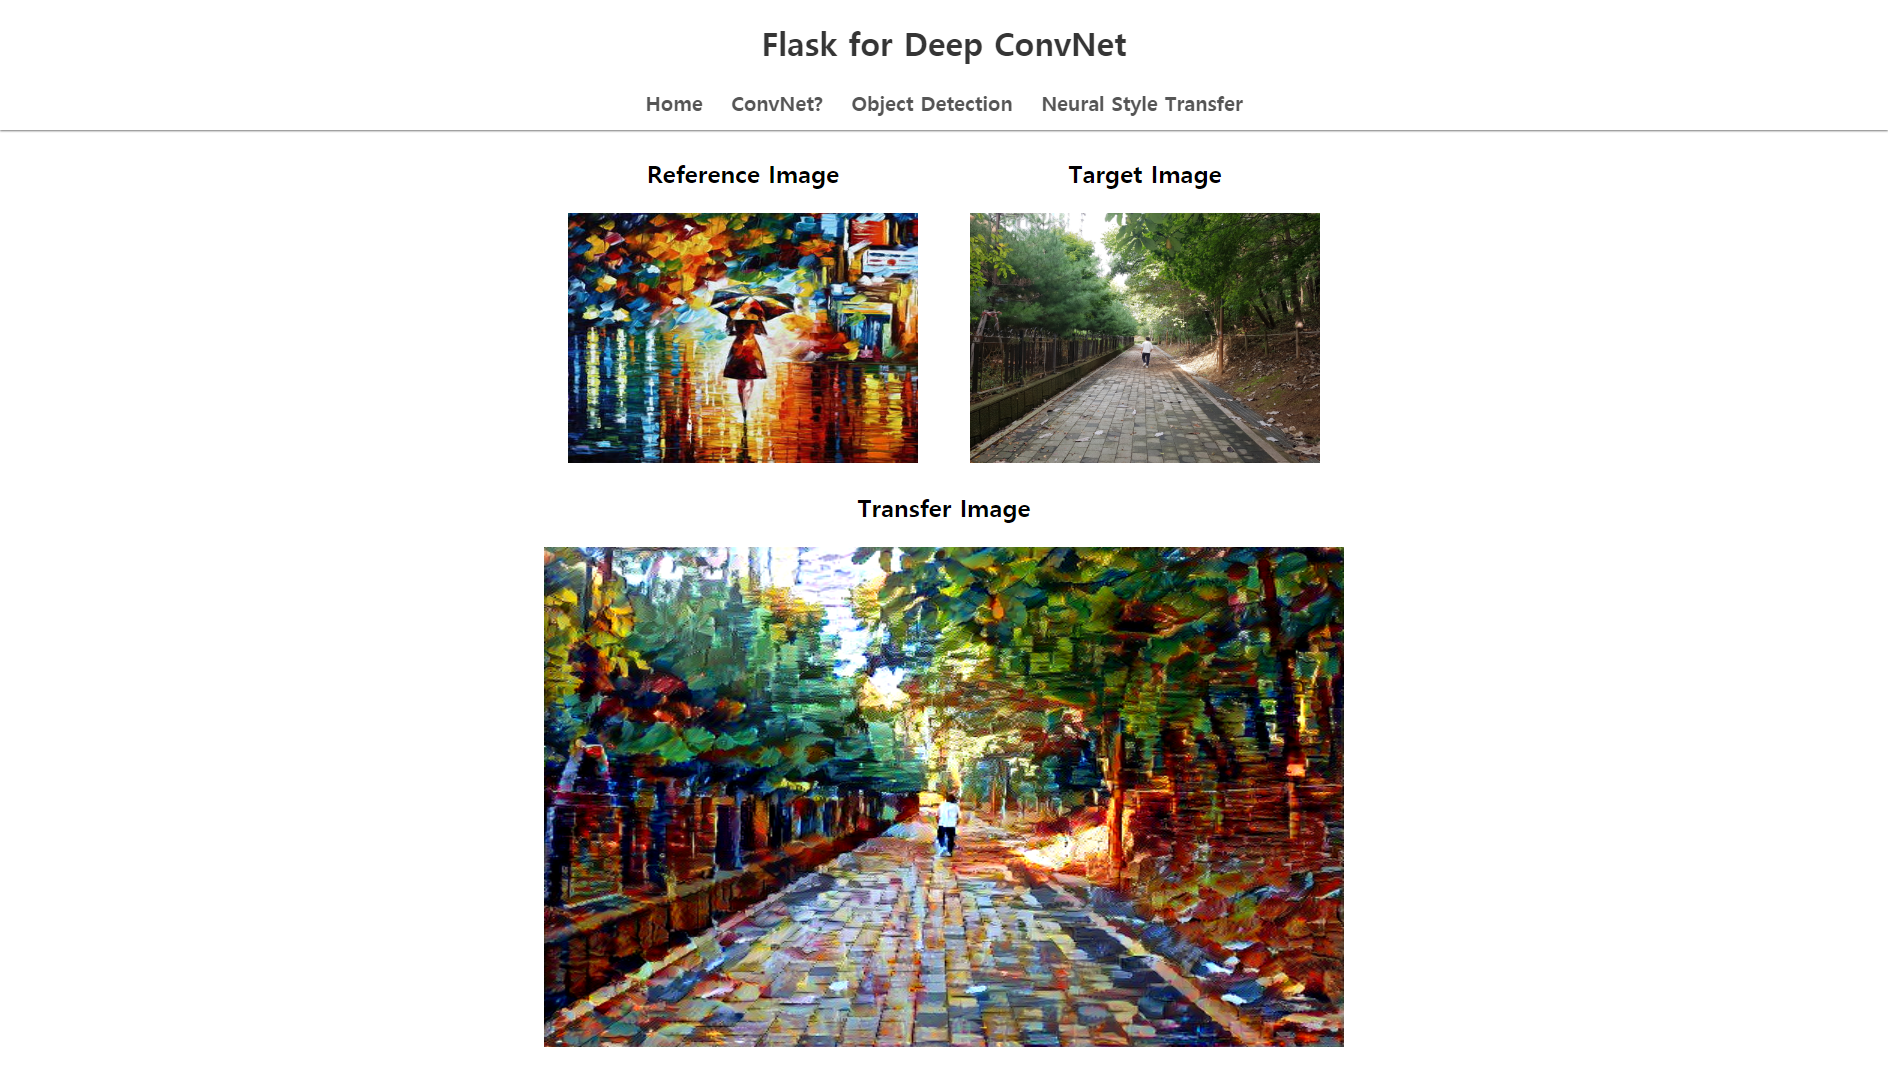 Flask for Deep ConvNet
Home ConvNet? Object Detection Neural Style Transfer
Reference Image Target Image
Transfer Image